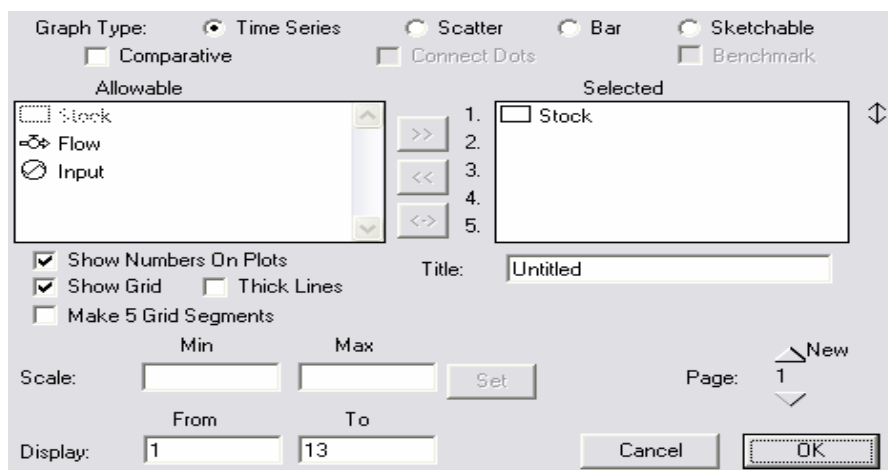 Graph Type: Time Series Scatter Bar Sketchable
Comparative Connect Dots Benchmark
Allowable Selected
Stock
Flow
Input
>>
<<
<->
1.
2.
3.
4.
5.
Stock
Show Numbers On Plots
Show Grid Thick Lines
Make 5 Grid Segments
Title: Untitled
Min Max
Scale: Set
Page: 1 New
From To
Display: 1 13
Cancel OK